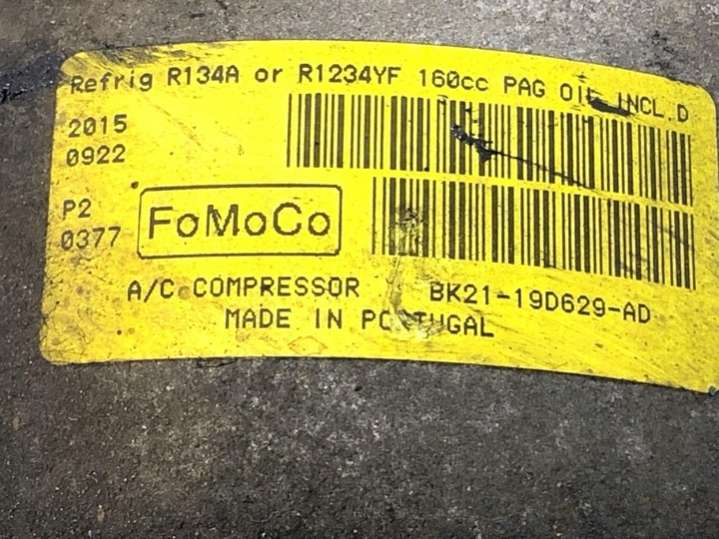 Refrig R134A or R1234YF 160cc PAG OIL INCL.D
2015
0922
P2
0377
FoMoCo
A/C COMPRESSOR BK21-19D629-AD
MADE IN PORTUGAL